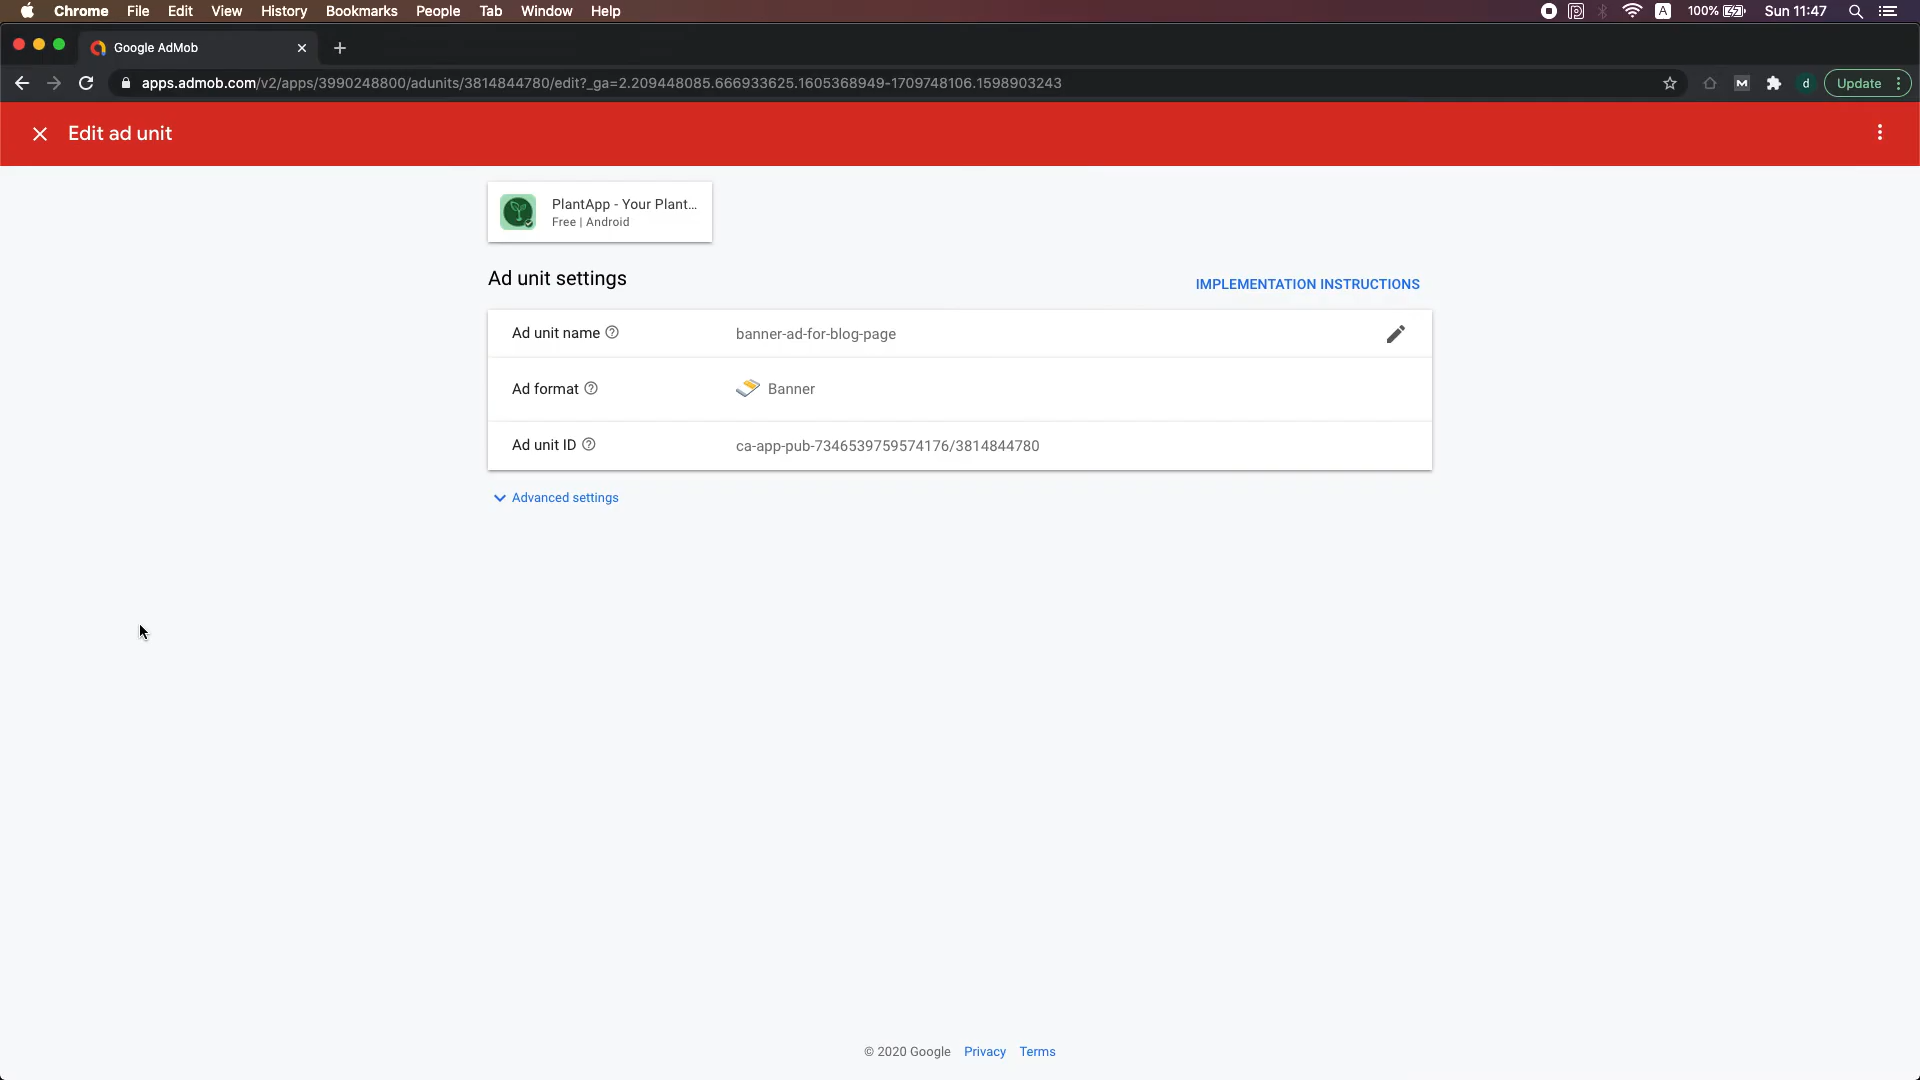 Chrome File Edit View History Bookmarks People Tab Window Help A 100% Sun 11:47
Google AdMob
apps.admob.com/v2/apps/3990248800/adunits/3814844780/edit?_ga=2.209448085.666933625.1605368949-1709748106.1598903243 M d Update
Edit ad unit
PlantApp - Your Plant...
Free | Android
Ad unit settings
IMPLEMENTATION INSTRUCTIONS
Ad unit name banner-ad-for-blog-page
Ad format Banner
Ad unit ID ca-app-pub-7346539759574176/3814844780
Advanced settings
© 2020 Google Privacy Terms